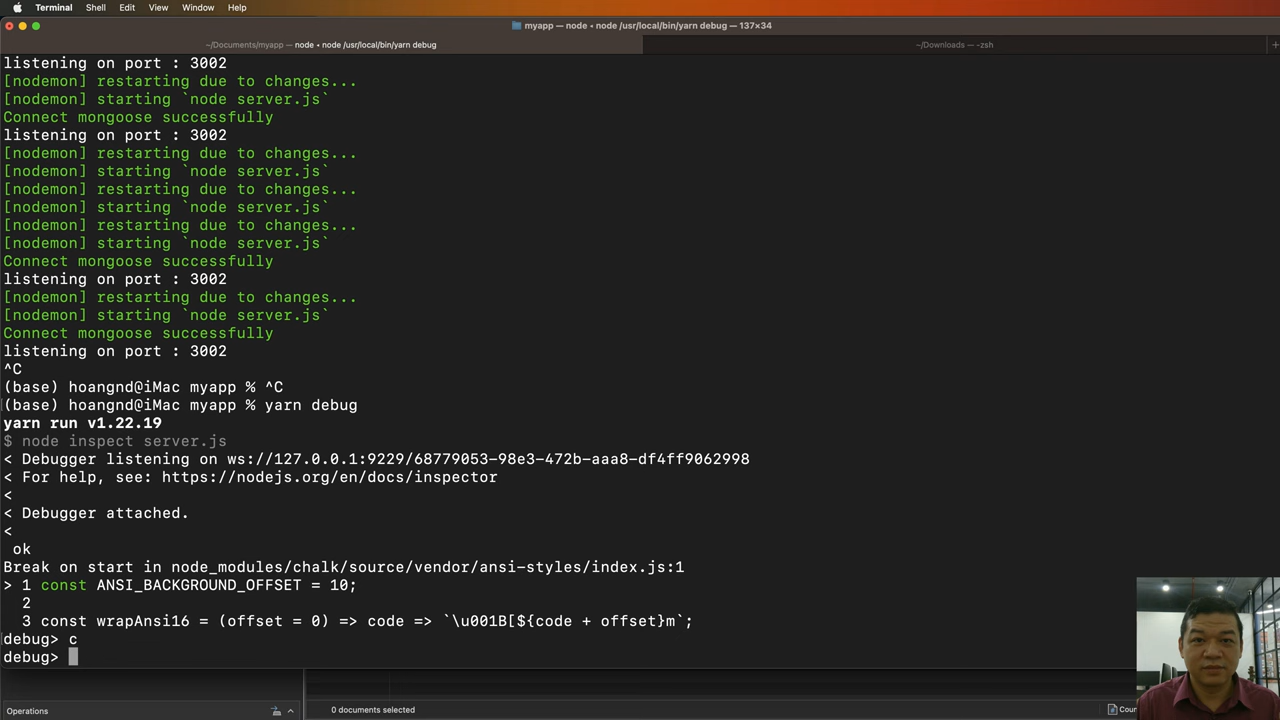 Terminal Shell Edit View Window Help
myapp — node ◂ node /usr/local/bin/yarn debug — 137×34
~/Documents/myapp — node ◂ node /usr/local/bin/yarn debug
~/Downloads — -zsh
listening on port : 3002
[nodemon] restarting due to changes...
[nodemon] starting `node server.js`
Connect mongoose successfully
listening on port : 3002
[nodemon] restarting due to changes...
[nodemon] starting `node server.js`
[nodemon] restarting due to changes...
[nodemon] starting `node server.js`
[nodemon] restarting due to changes...
[nodemon] starting `node server.js`
Connect mongoose successfully
listening on port : 3002
[nodemon] restarting due to changes...
[nodemon] starting `node server.js`
Connect mongoose successfully
listening on port : 3002
^C
(base) hoangnd@iMac myapp % ^C
(base) hoangnd@iMac myapp % yarn debug
yarn run v1.22.19
$ node inspect server.js
< Debugger listening on ws://127.0.0.1:9229/68779053-98e3-472b-aaa8-df4ff9062998
< For help, see: https://nodejs.org/en/docs/inspector
<
< Debugger attached.
<
ok
Break on start in node_modules/chalk/source/vendor/ansi-styles/index.js:1
> 1 const ANSI_BACKGROUND_OFFSET = 10;
2
3 const wrapAnsi16 = (offset = 0) => code => `\u001B[${code + offset}m`;
debug> c
debug>
Operations
0 documents selected